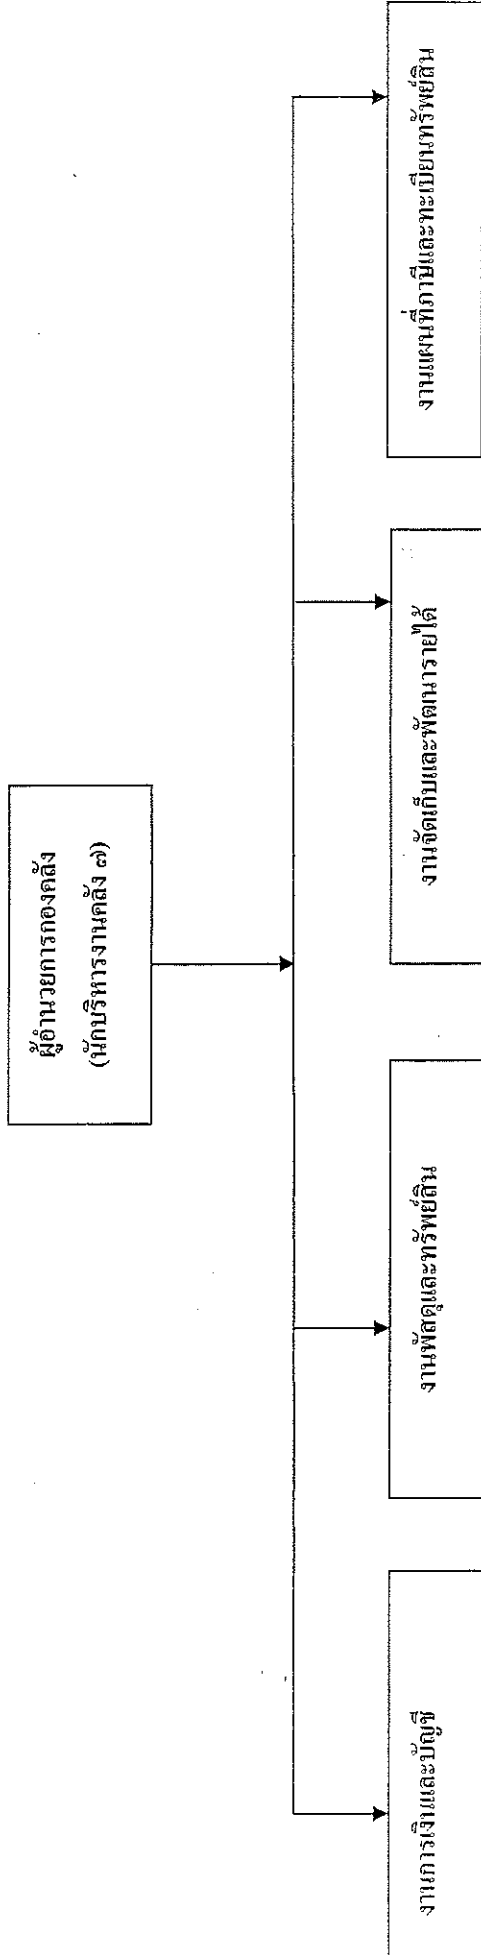 ผู้อำนวยการกองคลัง
(นักบริหารงานคลัง ๗)
งานการเงินและบัญชี
งานพัสดุและทรัพย์สิน
งานจัดเก็บและพัฒนารายได้
งานแผนที่ภาษีและทะเบียนทรัพย์สิน